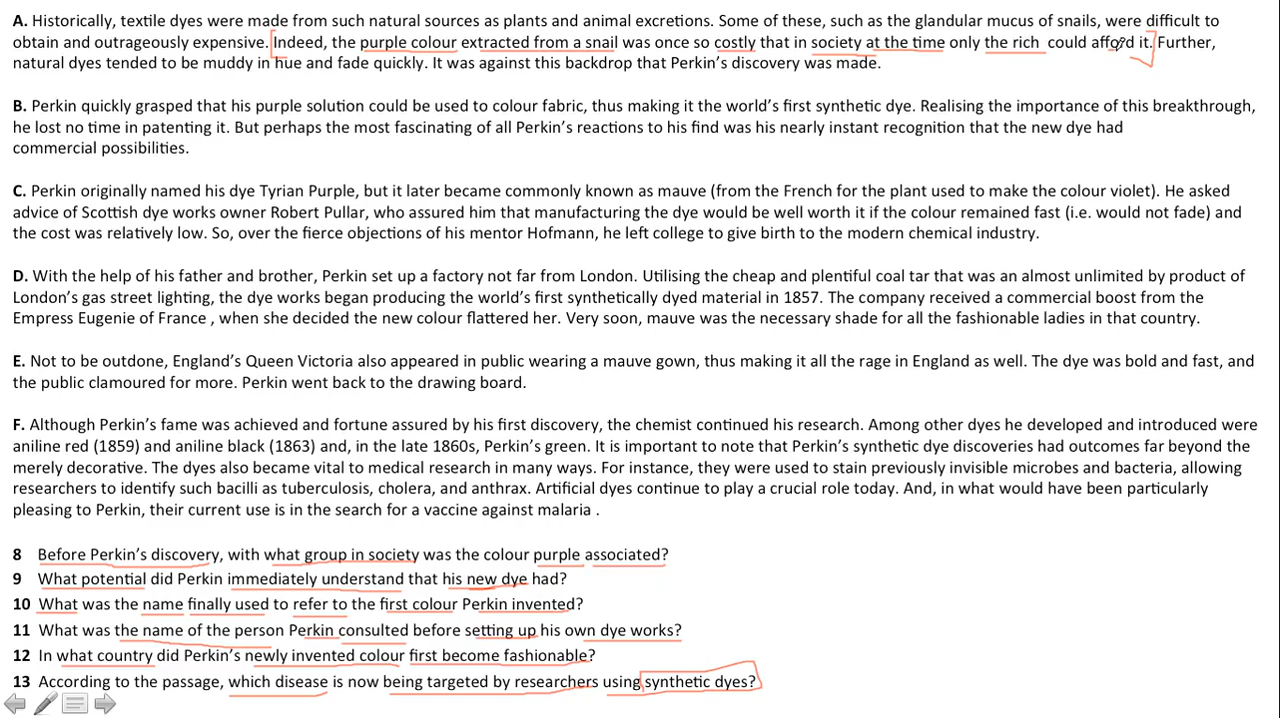 A. Historically, textile dyes were made from such natural sources as plants and animal excretions. Some of these, such as the glandular mucus of snails, were difficult to
obtain and outrageously expensive. Indeed, the purple colour extracted from a snail was once so costly that in society at the time only the rich could afford it. Further,
natural dyes tended to be muddy in hue and fade quickly. It was against this backdrop that Perkin's discovery was made.
B. Perkin quickly grasped that his purple solution could be used to colour fabric, thus making it the world's first synthetic dye. Realising the importance of this breakthrough,
he lost no time in patenting it. But perhaps the most fascinating of all Perkin's reactions to his find was his nearly instant recognition that the new dye had
commercial possibilities.
C. Perkin originally named his dye Tyrian Purple, but it later became commonly known as mauve (from the French for the plant used to make the colour violet). He asked
advice of Scottish dye works owner Robert Pullar, who assured him that manufacturing the dye would be well worth it if the colour remained fast (i.e. would not fade) and
the cost was relatively low. So, over the fierce objections of his mentor Hofmann, he left college to give birth to the modern chemical industry.
D. With the help of his father and brother, Perkin set up a factory not far from London. Utilising the cheap and plentiful coal tar that was an almost unlimited by product of
London's gas street lighting, the dye works began producing the world's first synthetically dyed material in 1857. The company received a commercial boost from the
Empress Eugenie of France , when she decided the new colour flattered her. Very soon, mauve was the necessary shade for all the fashionable ladies in that country.
E. Not to be outdone, England's Queen Victoria also appeared in public wearing a mauve gown, thus making it all the rage in England as well. The dye was bold and fast, and
the public clamoured for more. Perkin went back to the drawing board.
F. Although Perkin's fame was achieved and fortune assured by his first discovery, the chemist continued his research. Among other dyes he developed and introduced were
aniline red (1859) and aniline black (1863) and, in the late 1860s, Perkin's green. It is important to note that Perkin's synthetic dye discoveries had outcomes far beyond the
merely decorative. The dyes also became vital to medical research in many ways. For instance, they were used to stain previously invisible microbes and bacteria, allowing
researchers to identify such bacilli as tuberculosis, cholera, and anthrax. Artificial dyes continue to play a crucial role today. And, in what would have been particularly
pleasing to Perkin, their current use is in the search for a vaccine against malaria .
8 Before Perkin's discovery, with what group in society was the colour purple associated?
9 What potential did Perkin immediately understand that his new dye had?
10 What was the name finally used to refer to the first colour Perkin invented?
11 What was the name of the person Perkin consulted before setting up his own dye works?
12 In what country did Perkin's newly invented colour first become fashionable?
13 According to the passage, which disease is now being targeted by researchers using synthetic dyes?